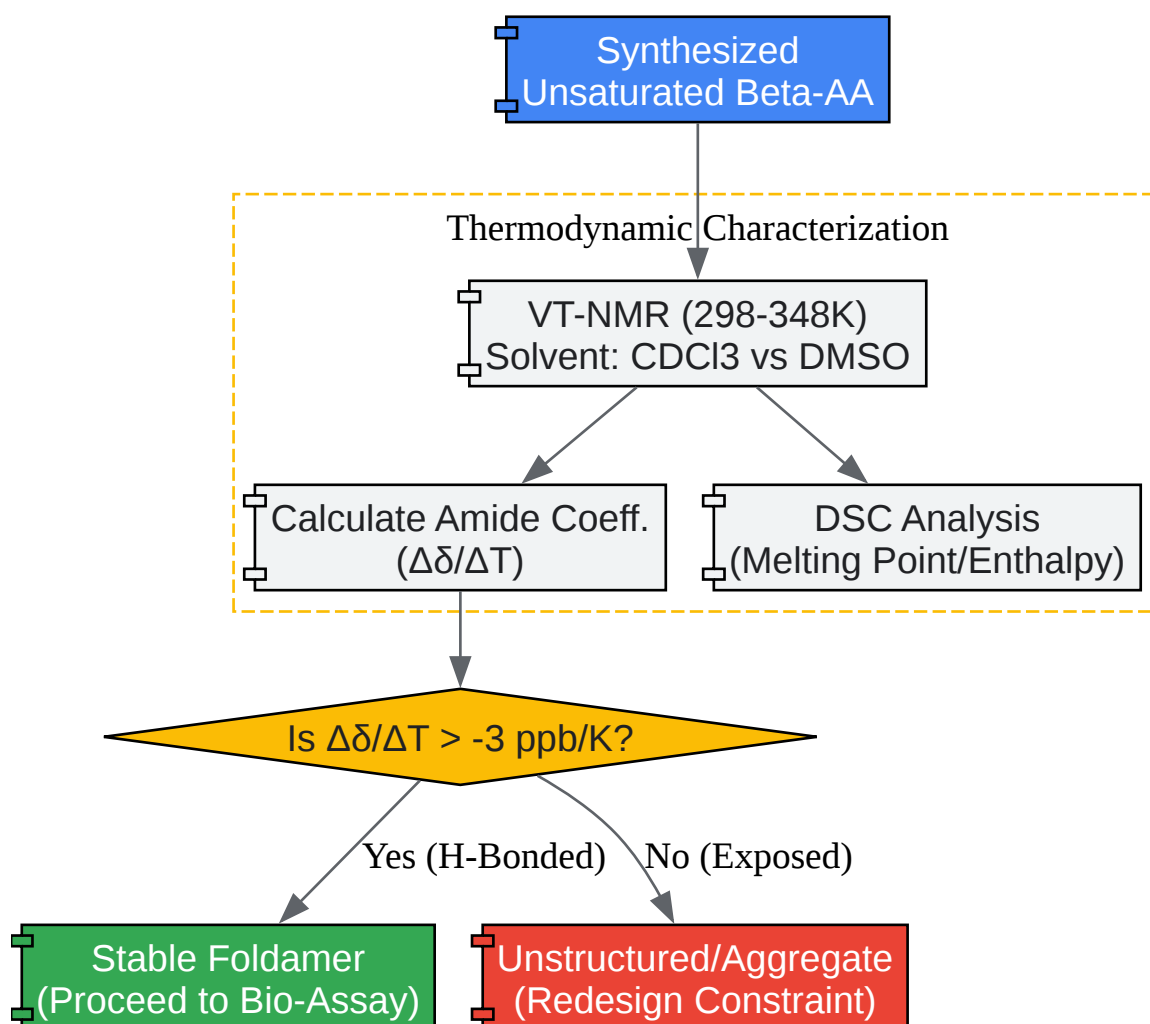 Synthesized
Unsaturated Beta-AA
Thermodynamic Characterization
VT-NMR (298-348K)
Solvent: CDCl3 vs DMSO
Calculate Amide Coeff.
(Δδ/ΔT)
DSC Analysis
(Melting Point/Enthalpy)
Is Δδ/ΔT > -3 ppb/K?
Yes (H-Bonded)
No (Exposed)
Stable Foldamer
(Proceed to Bio-Assay)
Unstructured/Aggregate
(Redesign Constraint)